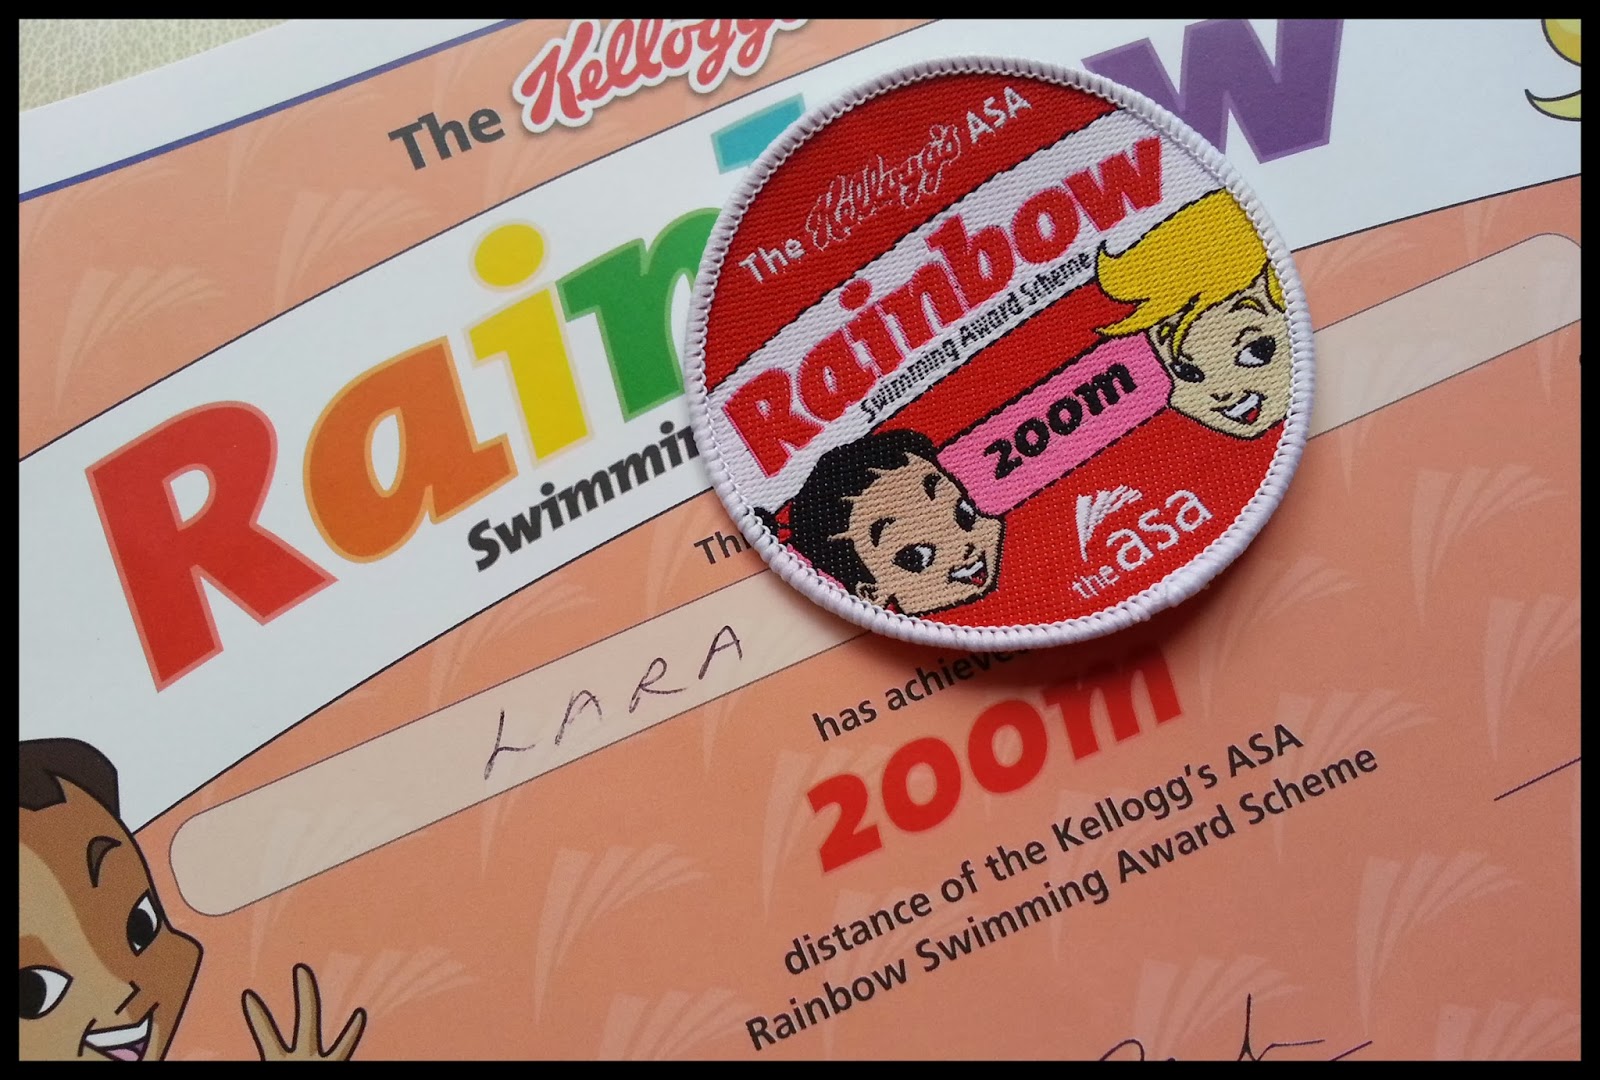 The Kellogg's
Rain w
Swimmin
Thi
LARA
has achieve
200m
distance of the Kellogg's ASA
Rainbow Swimming Award Scheme
The Kellogg's ASA
Rainbow
Swimming Award Scheme
200m
the asa